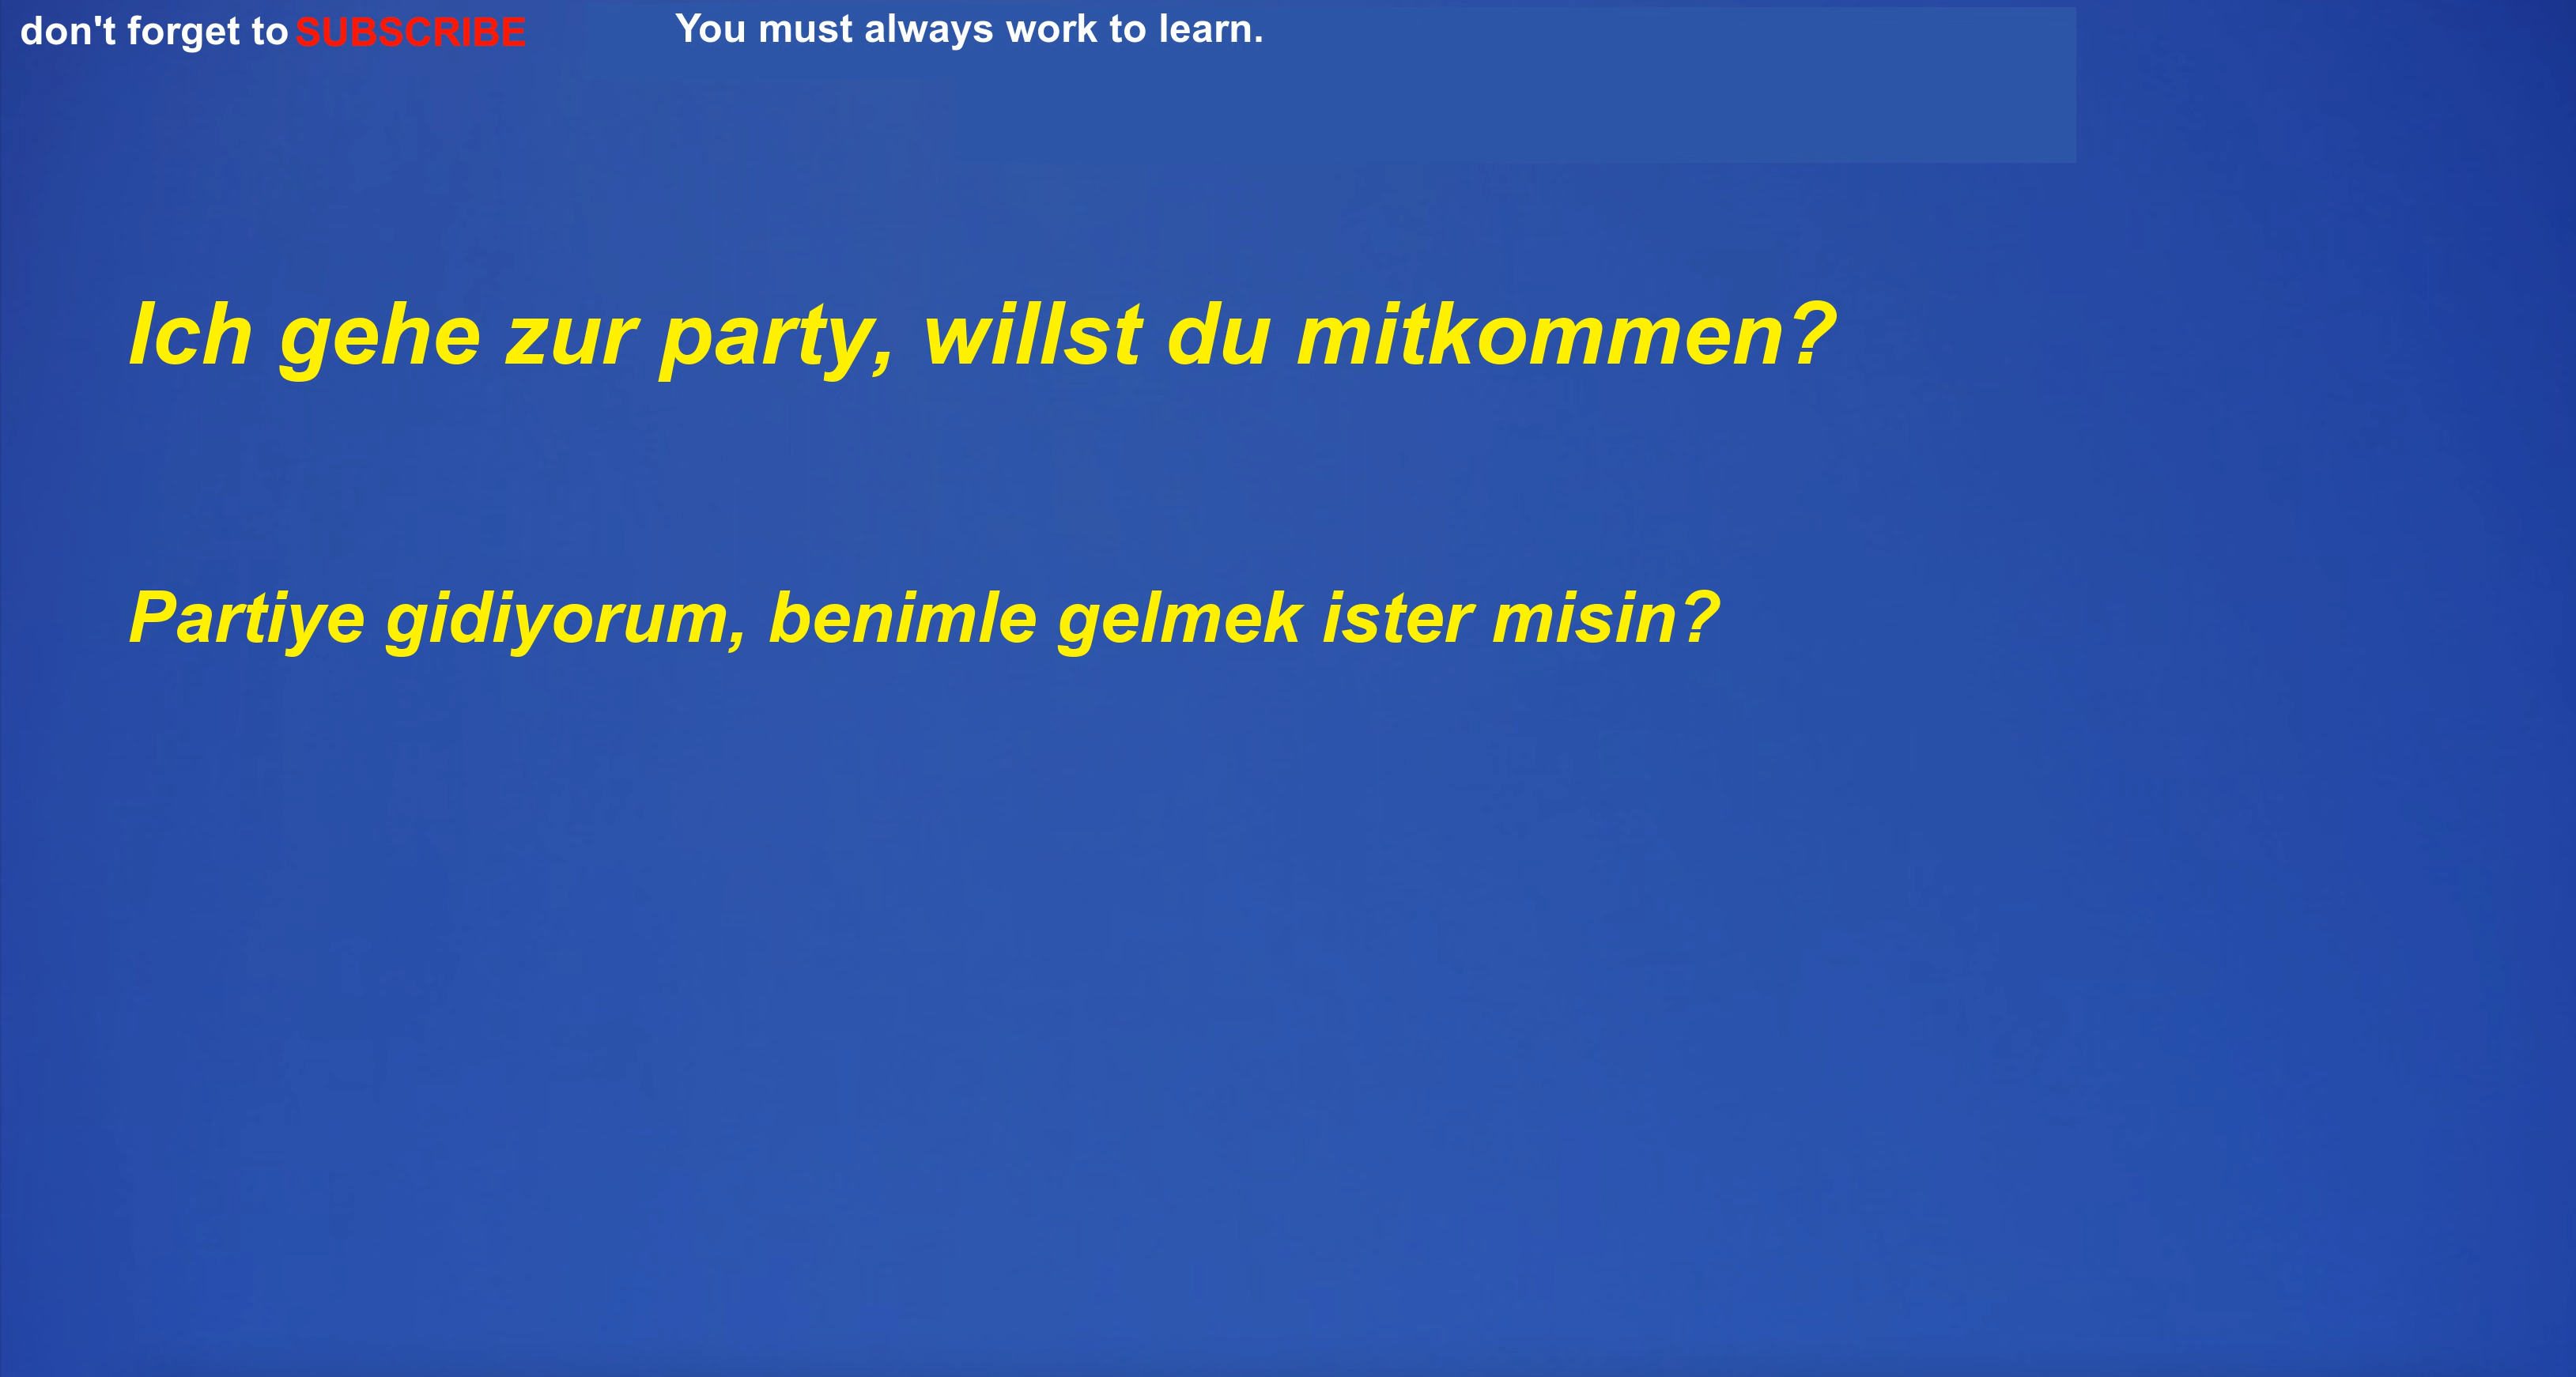 don't forget to SUBSCRIBE
You must always work to learn.
Ich gehe zur party, willst du mitkommen?
Partiye gidiyorum, benimle gelmek ister misin?